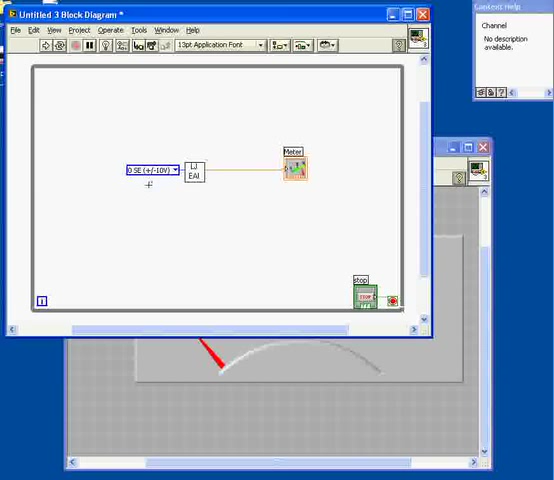 Untitled 3 Block Diagram *
File Edit View Project Operate Tools Window Help
13pt Application Font
3
Context Help
Channel
No description
available.
Meter
0 SE (+/-10V)
LJ
EAI
stop
STOP
i